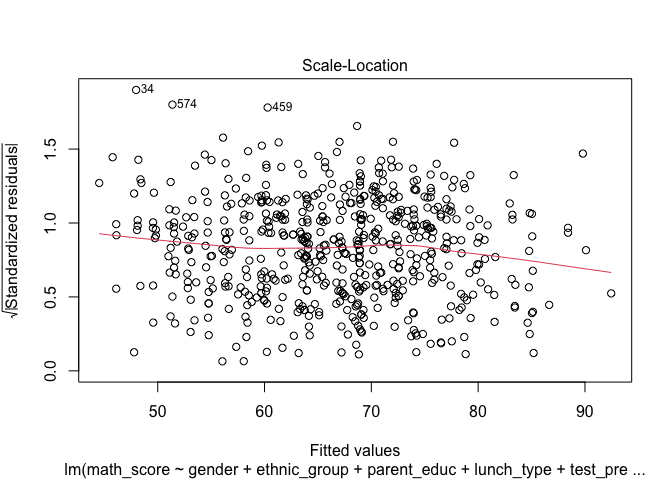 Scale-Location
√|Standardized residuals|
1.5
1.0
0.5
0.0
34
574
459
50 60 70 80 90
Fitted values
lm(math_score ~ gender + ethnic_group + parent_educ + lunch_type + test_pre ...